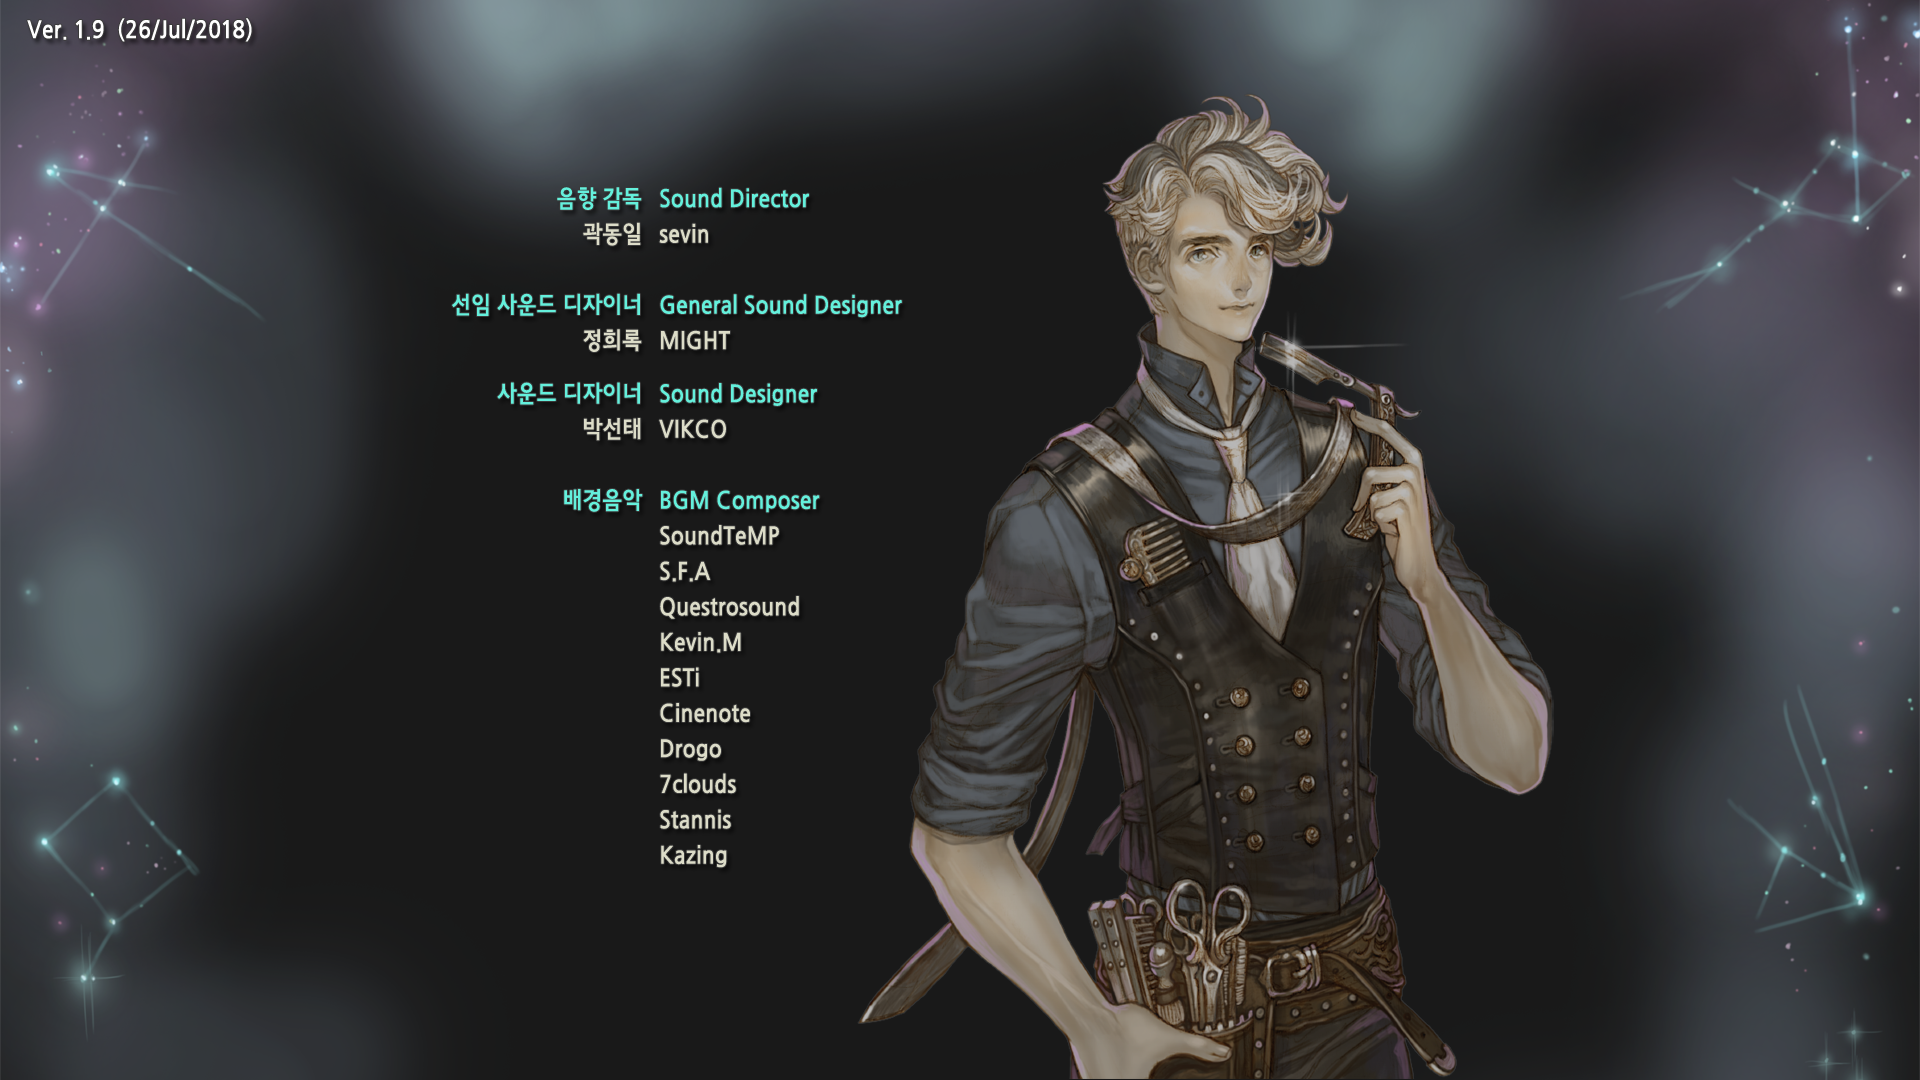 Ver. 1.9 (26/Jul/2018)
음향 감독 Sound Director
곽동일 sevin
선임 사운드 디자이너 General Sound Designer
정희록 MIGHT
사운드 디자이너 Sound Designer
박선태 VIKCO
배경음악 BGM Composer
SoundTeMP
S.F.A
Questrosound
Kevin.M
ESTi
Cinenote
Drogo
7clouds
Stannis
Kazing